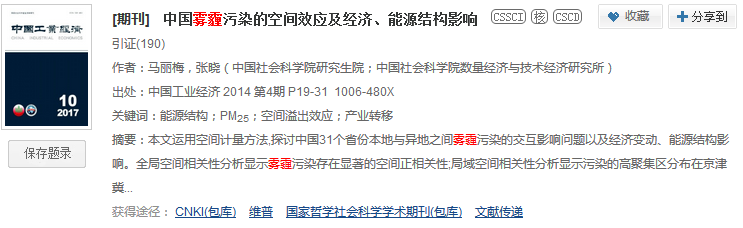 中国工业经济
10
2017
保存题录
[期刊] 中国雾霾污染的空间效应及经济、能源结构影响 CSSCI 核 CSCD
收藏
分享到
引证(190)
作者：马丽梅，张晓（中国社会科学院研究生院；中国社会科学院数量经济与技术经济研究所）
出处：中国工业经济 2014 第4期 P19-31 1006-480X
关键词：能源结构；PM25；空间溢出效应；产业转移
摘要：本文运用空间计量方法,探讨中国31个省份本地与异地之间雾霾污染的交互影响问题以及经济变动、能源结构影
响。全局空间相关性分析显示雾霾污染存在显著的空间正相关性;局域空间相关性分析显示污染的高聚集区分布在京津
冀...
获得途径： CNKI(包库) 维普 国家哲学社会科学学术期刊(包库) 文献传递